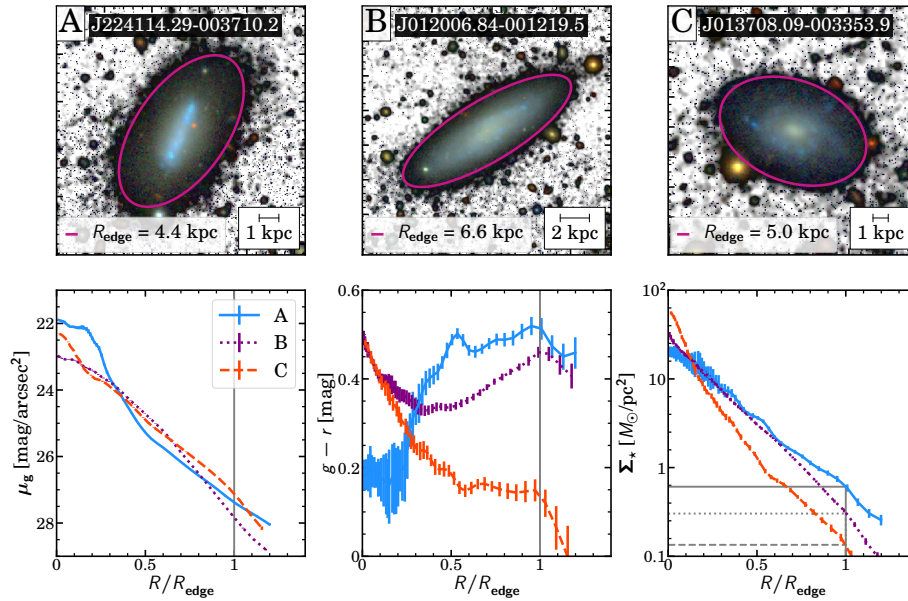 A J224114.29-003710.2
B J012006.84-001219.5
C J013708.09-003353.9
R_edge = 4.4 kpc
1 kpc
R_edge = 6.6 kpc
2 kpc
R_edge = 5.0 kpc
1 kpc
μ_g [mag/arcsec²]
22
24
26
28
0
0.5
1
R/R_edge
A
B
C
g − r [mag]
0.6
0.4
0.2
0
0
0.5
1
R/R_edge
Σ⋆ [M⊙/pc²]
10²
10
1
0.1
0
0.5
1
R/R_edge